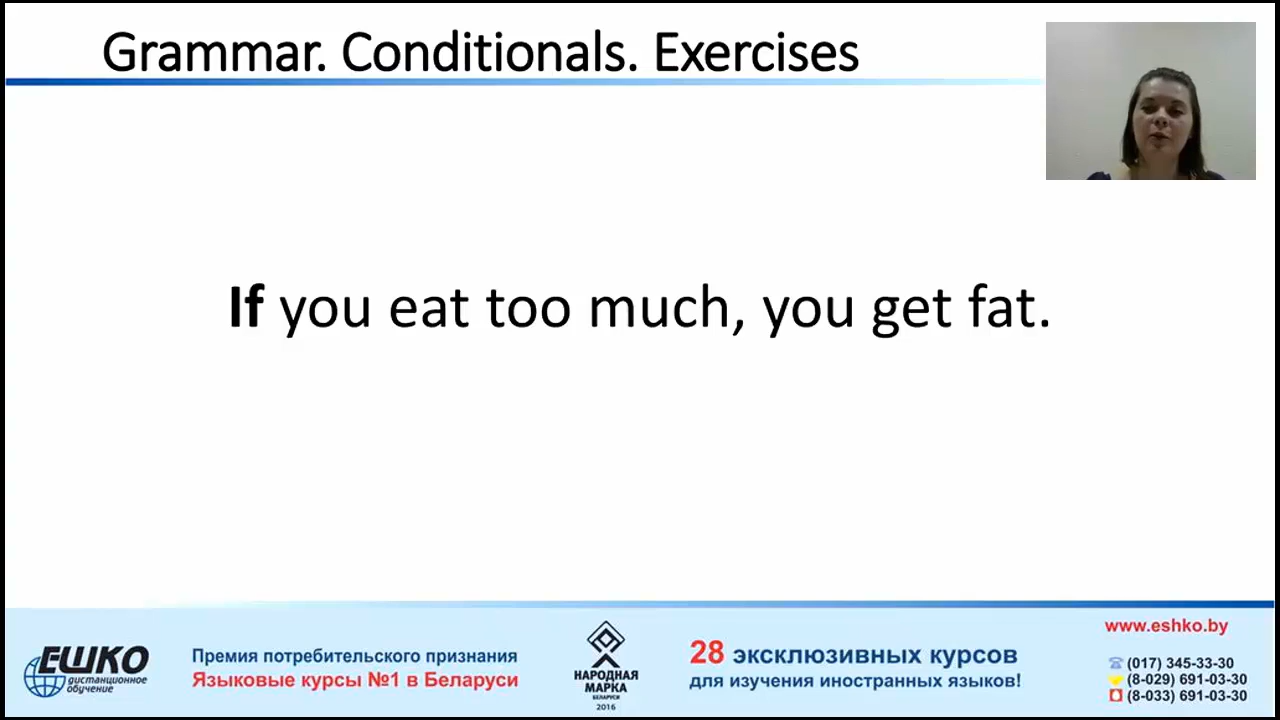 Grammar. Conditionals. Exercises
If you eat too much, you get fat.
ЕШКО
дистанционное
обучение
Премия потребительского признания
Языковые курсы №1 в Беларуси
НАРОДНАЯ
МАРКА
БЕЛАРУСИ
2016
28 эксклюзивных курсов
для изучения иностранных языков!
www.eshko.by
(017) 345-33-30
(8-029) 691-03-30
(8-033) 691-03-30